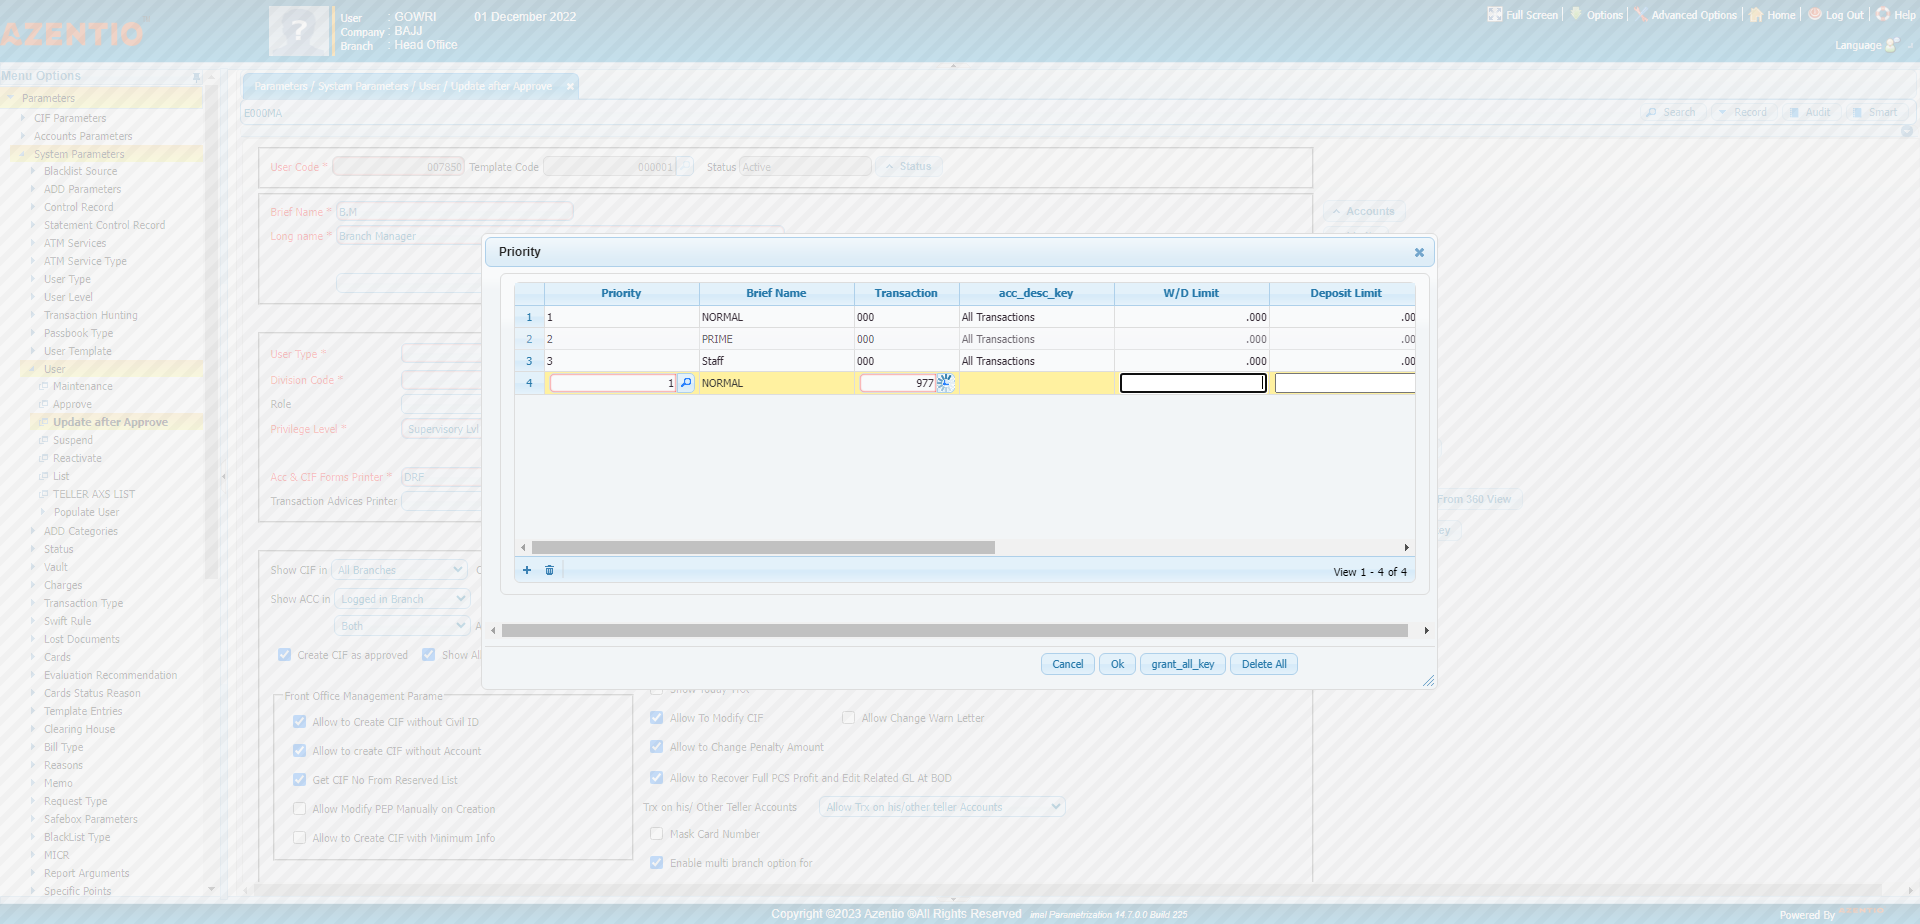 AZENTIO
?
User : GOWRI 01 December 2022
Company : BAJJ
Branch : Head Office
Full Screen Options Advanced Options Home Log Out Help
Language
Menu Options
Parameters
CIF Parameters
Accounts Parameters
System Parameters
Blacklist Source
ADD Parameters
Control Record
Statement Control Record
ATM Services
ATM Service Type
User Type
User Level
Transaction Hunting
Passbook Type
User Template
User
Maintenance
Approve
Update after Approve
Suspend
Reactivate
List
TELLER AXS LIST
Populate User
ADD Categories
Status
Vault
Charges
Transaction Type
Swift Rule
Lost Documents
Cards
Evaluation Recommendation
Cards Status Reason
Template Entries
Clearing House
Bill Type
Reasons
Memo
Request Type
Safebox Parameters
BlackList Type
MICR
Report Arguments
Specific Points
Parameters / System Parameters / User / Update after Approve
E000MA
Search Record Audit Smart
User Code * 007850 Template Code 000001 Status Active Status
Brief Name * B.M
Accounts
Long name * Branch Manager
Priority
Priority Brief Name Transaction acc_desc_key W/D Limit Deposit Limit
1 1 NORMAL 000 All Transactions .000 .00
2 2 PRIME 000 All Transactions .000 .00
3 3 Staff 000 All Transactions .000 .00
4 1 NORMAL 977
View 1 - 4 of 4
Cancel Ok grant_all_key Delete All
User Type *
Division Code *
Role
Privilege Level * Supervisory Lvl
Acc & CIF Forms Printer * DRF
Transaction Advices Printer
From 360 View
ey
Show CIF in All Branches
Show ACC in Logged in Branch
Both
Create CIF as approved Show All
Front Office Management Parame
Allow to Create CIF without Civil ID
Allow to create CIF without Account
Get CIF No From Reserved List
Allow Modify PEP Manually on Creation
Allow to Create CIF with Minimum Info
Show Today Trx
Allow To Modify CIF Allow Change Warn Letter
Allow to Change Penalty Amount
Allow to Recover Full PCS Profit and Edit Related GL At BOD
Trx on his/ Other Teller Accounts Allow Trx on his/other teller Accounts
Mask Card Number
Enable multi branch option for
Copyright ©2023 Azentio ®All Rights Reserved imal Parametrization 14.7.0.0 Build 225
Powered By